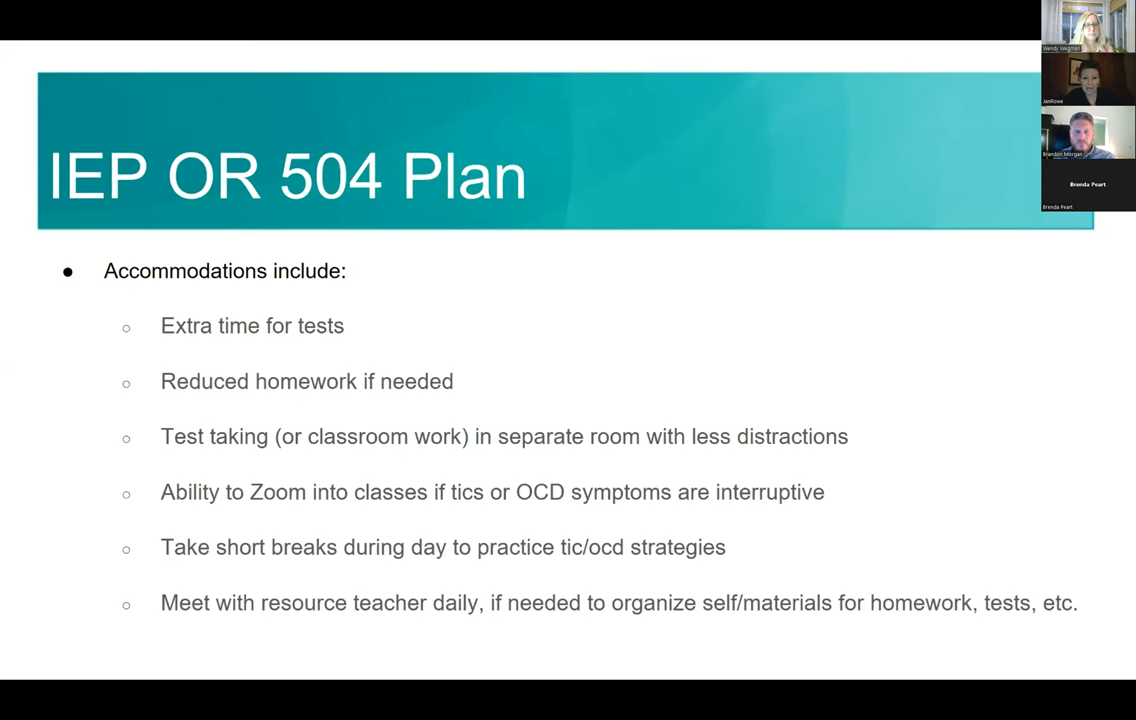 IEP OR 504 Plan
● Accommodations include:
○ Extra time for tests
○ Reduced homework if needed
○ Test taking (or classroom work) in separate room with less distractions
○ Ability to Zoom into classes if tics or OCD symptoms are interruptive
○ Take short breaks during day to practice tic/ocd strategies
○ Meet with resource teacher daily, if needed to organize self/materials for homework, tests, etc.
Wendy Wegman
JanRowe
Brandon Morgan
Brenda Peart
Brenda Peart